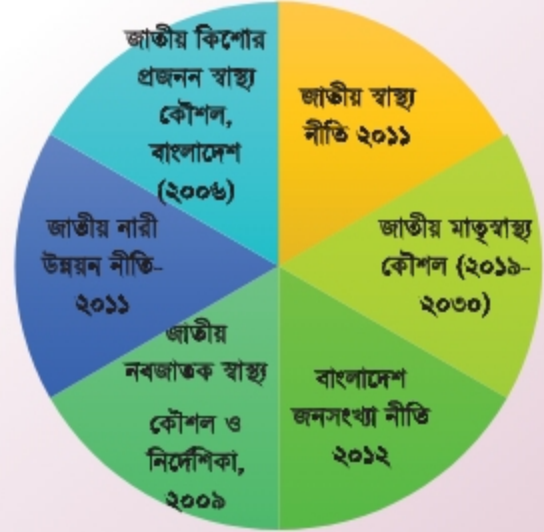 জাতীয় কিশোর
প্রজনন স্বাস্থ্য
কৌশল,
বাংলাদেশ
(২০০৬)
জাতীয় স্বাস্থ্য
নীতি ২০১১
জাতীয় মাতৃস্বাস্থ্য
কৌশল (২০১৯-
২০৩০)
বাংলাদেশ
জনসংখ্যা নীতি
২০১২
জাতীয়
নবজাতক স্বাস্থ্য
কৌশল ও
নির্দেশিকা,
২০০৯
জাতীয় নারী
উন্নয়ন নীতি-
২০১১